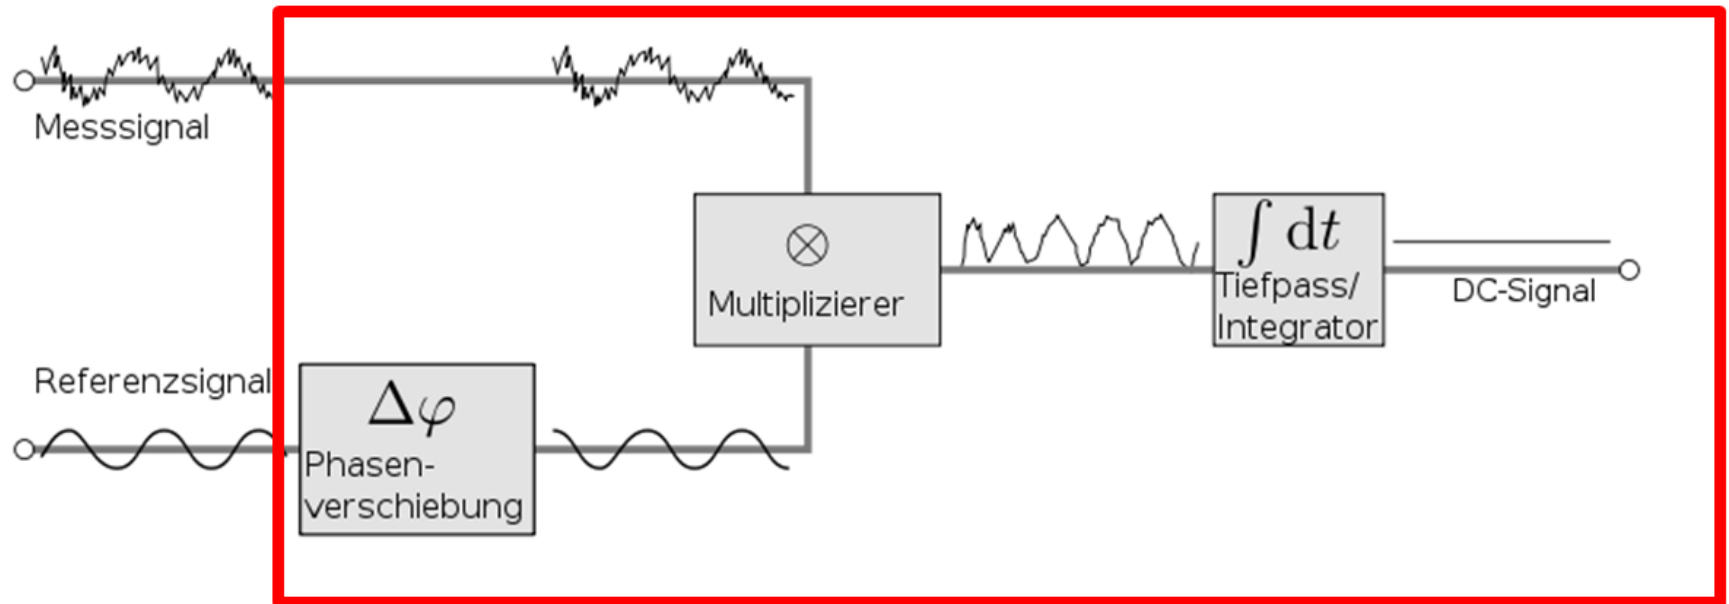 Messsignal
⊗
Multiplizierer
∫ dt
Tiefpass/
Integrator
DC-Signal
Referenzsignal
Δφ
Phasen-
verschiebung